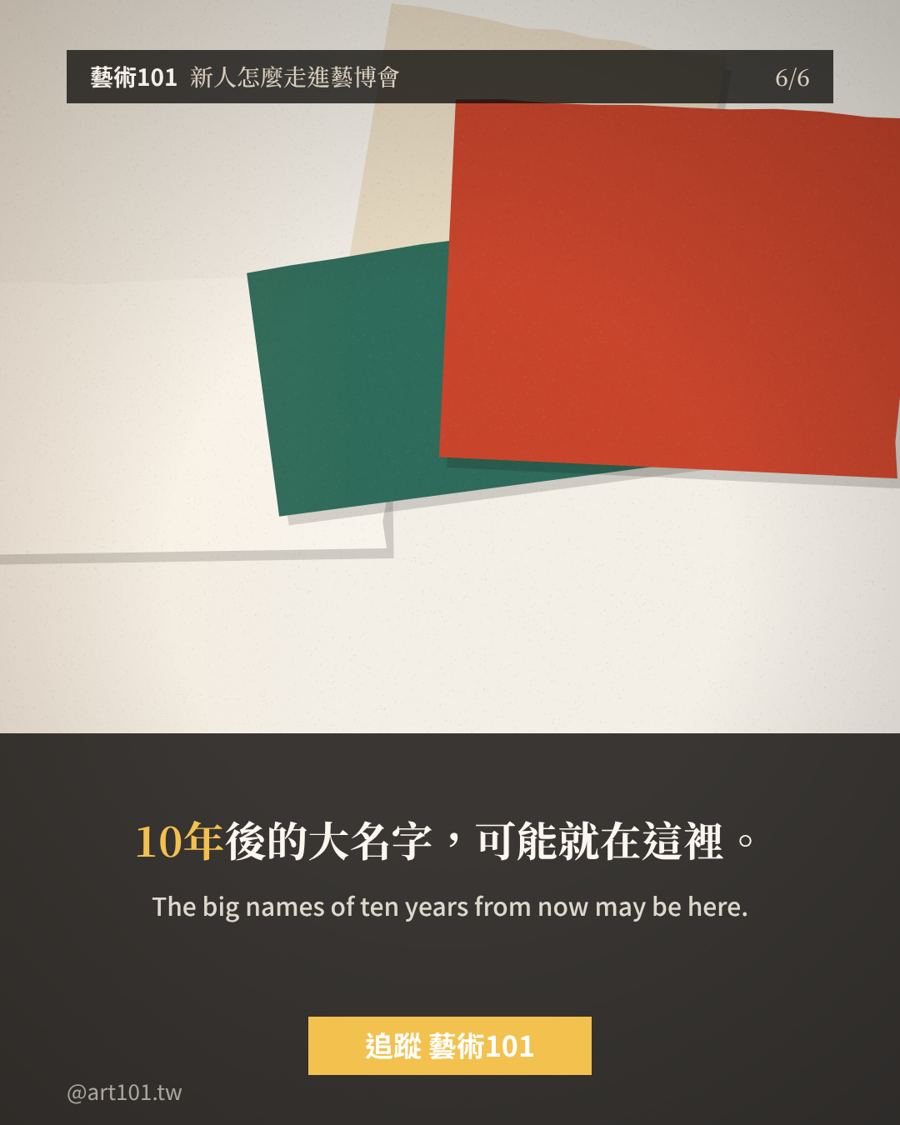 藝術101 新人怎麼走進藝博會 6/6
10年後的大名字，可能就在這裡。
The big names of ten years from now may be here.
追蹤 藝術101
@art101.tw